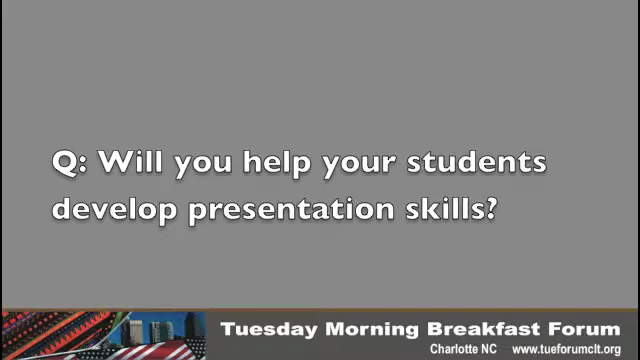 Q: Will you help your students
develop presentation skills?
Tuesday Morning Breakfast Forum
Charlotte NC www.tueforumclt.org